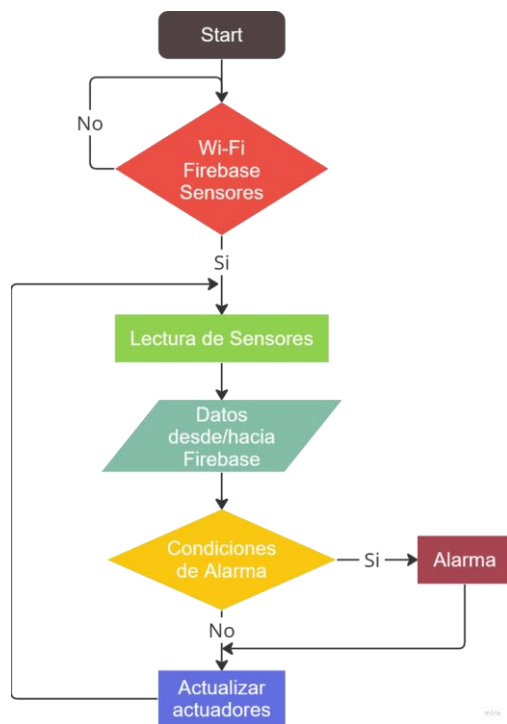 Start
No
Wi-Fi
Firebase
Sensores
Si
Lectura de Sensores
Datos
desde/hacia
Firebase
Condiciones
de Alarma
Si
Alarma
No
Actualizar
actuadores
miro